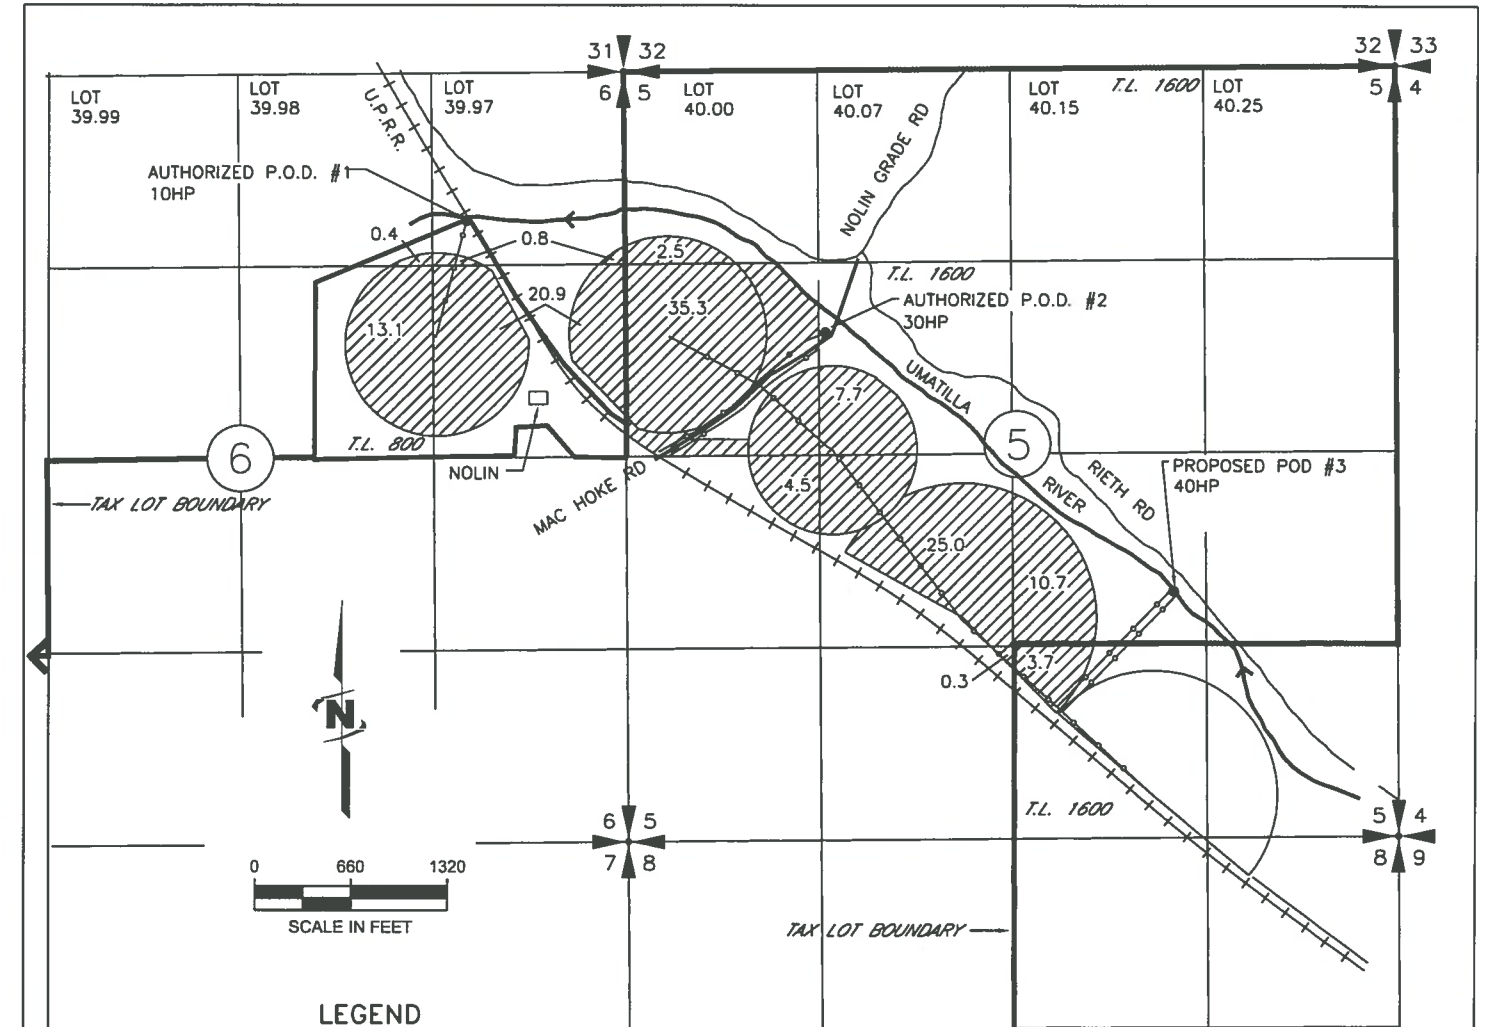 31 32
32 33
6 5
5 4
LOT
39.99
LOT
39.98
LOT
39.97
LOT
40.00
LOT
40.07
LOT
40.15
T.L. 1600
LOT
40.25
U.P.R.R.
NOLIN GRADE RD
AUTHORIZED P.O.D. #1
10HP
0.4
0.8
2.5
T.L. 1600
AUTHORIZED P.O.D. #2
30HP
20.9
35.3
13.1
UMATILLA
7.7
T.L. 800
6
5
NOLIN
MAC HOKE RD
RIVER
RIETH RD
PROPOSED POD #3
40HP
TAX LOT BOUNDARY
4.5
25.0
10.7
3.7
0.3
N
T.L. 1600
6 5
7 8
5 4
8 9
0 660 1320
SCALE IN FEET
TAX LOT BOUNDARY
LEGEND